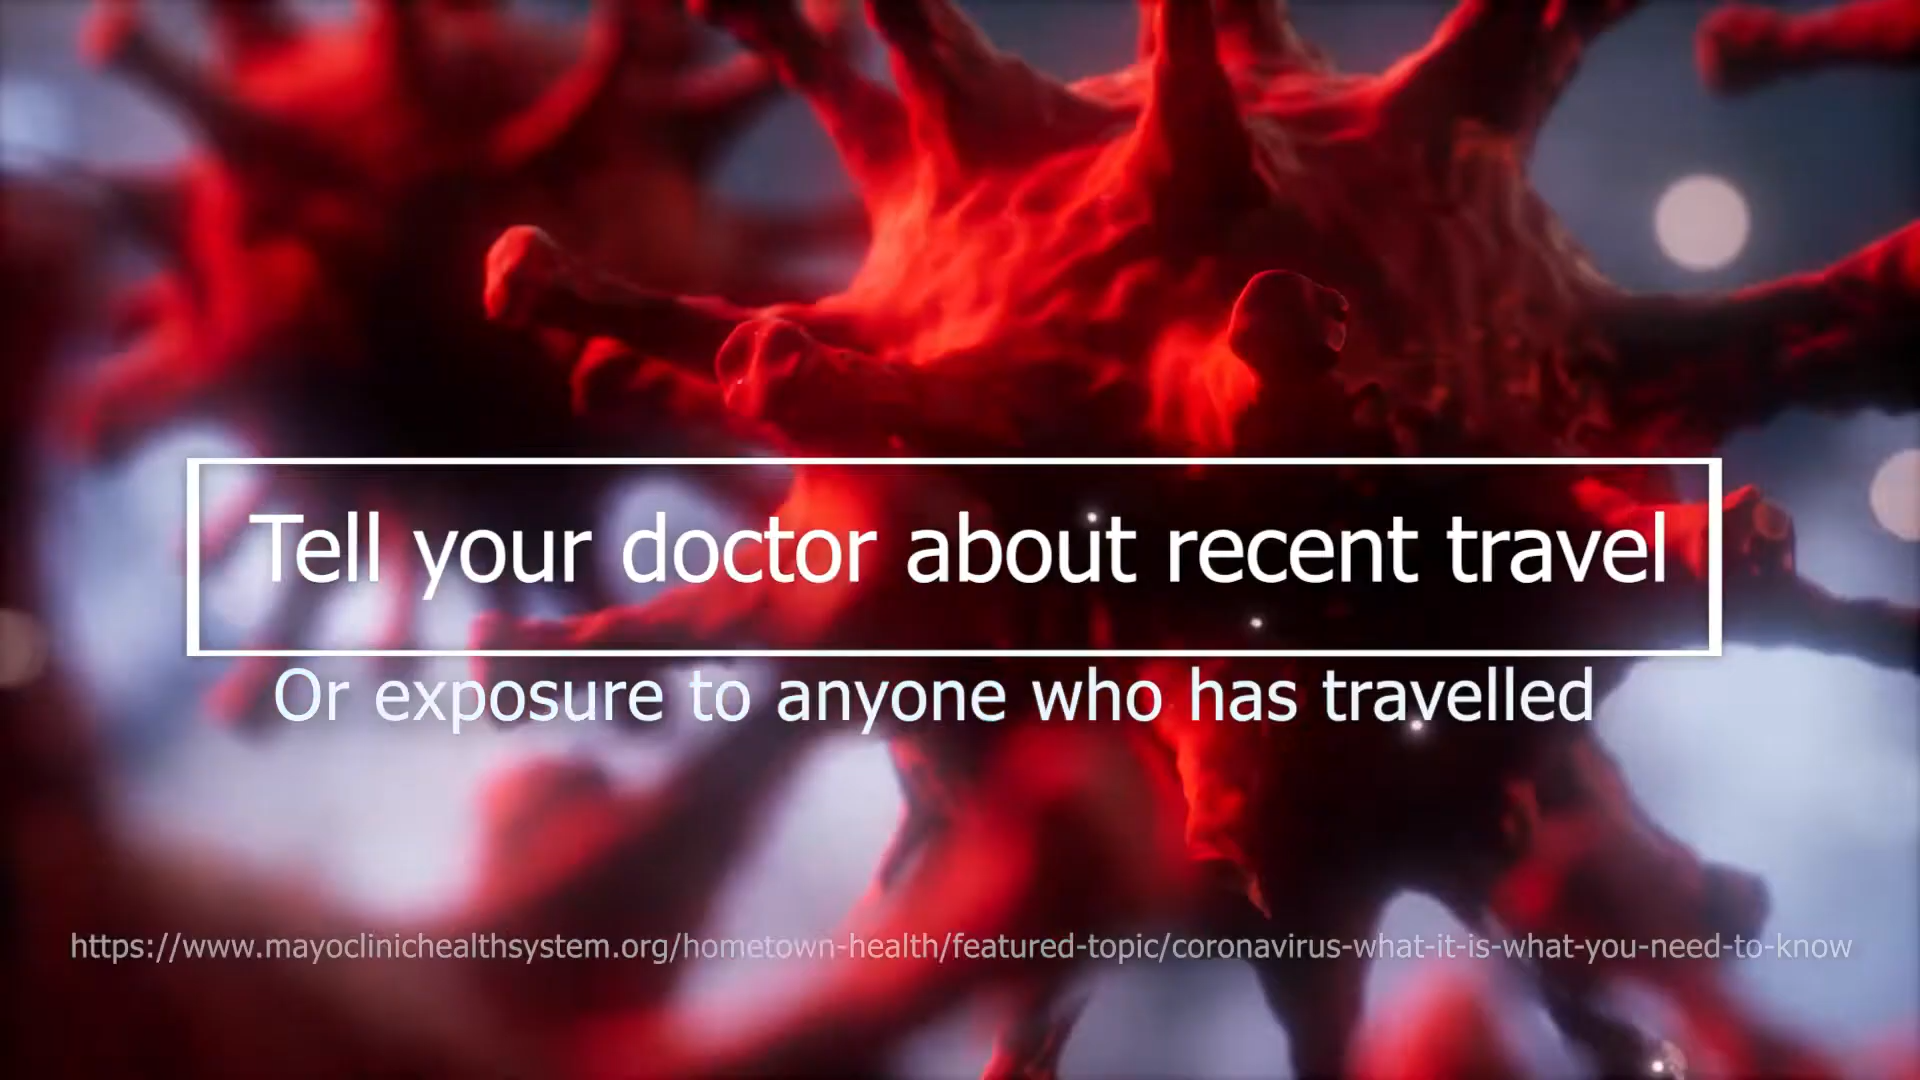 Tell your doctor about recent travel
Or exposure to anyone who has travelled
https://www.mayoclinichealthsystem.org/hometown-health/featured-topic/coronavirus-what-it-is-what-you-need-to-know